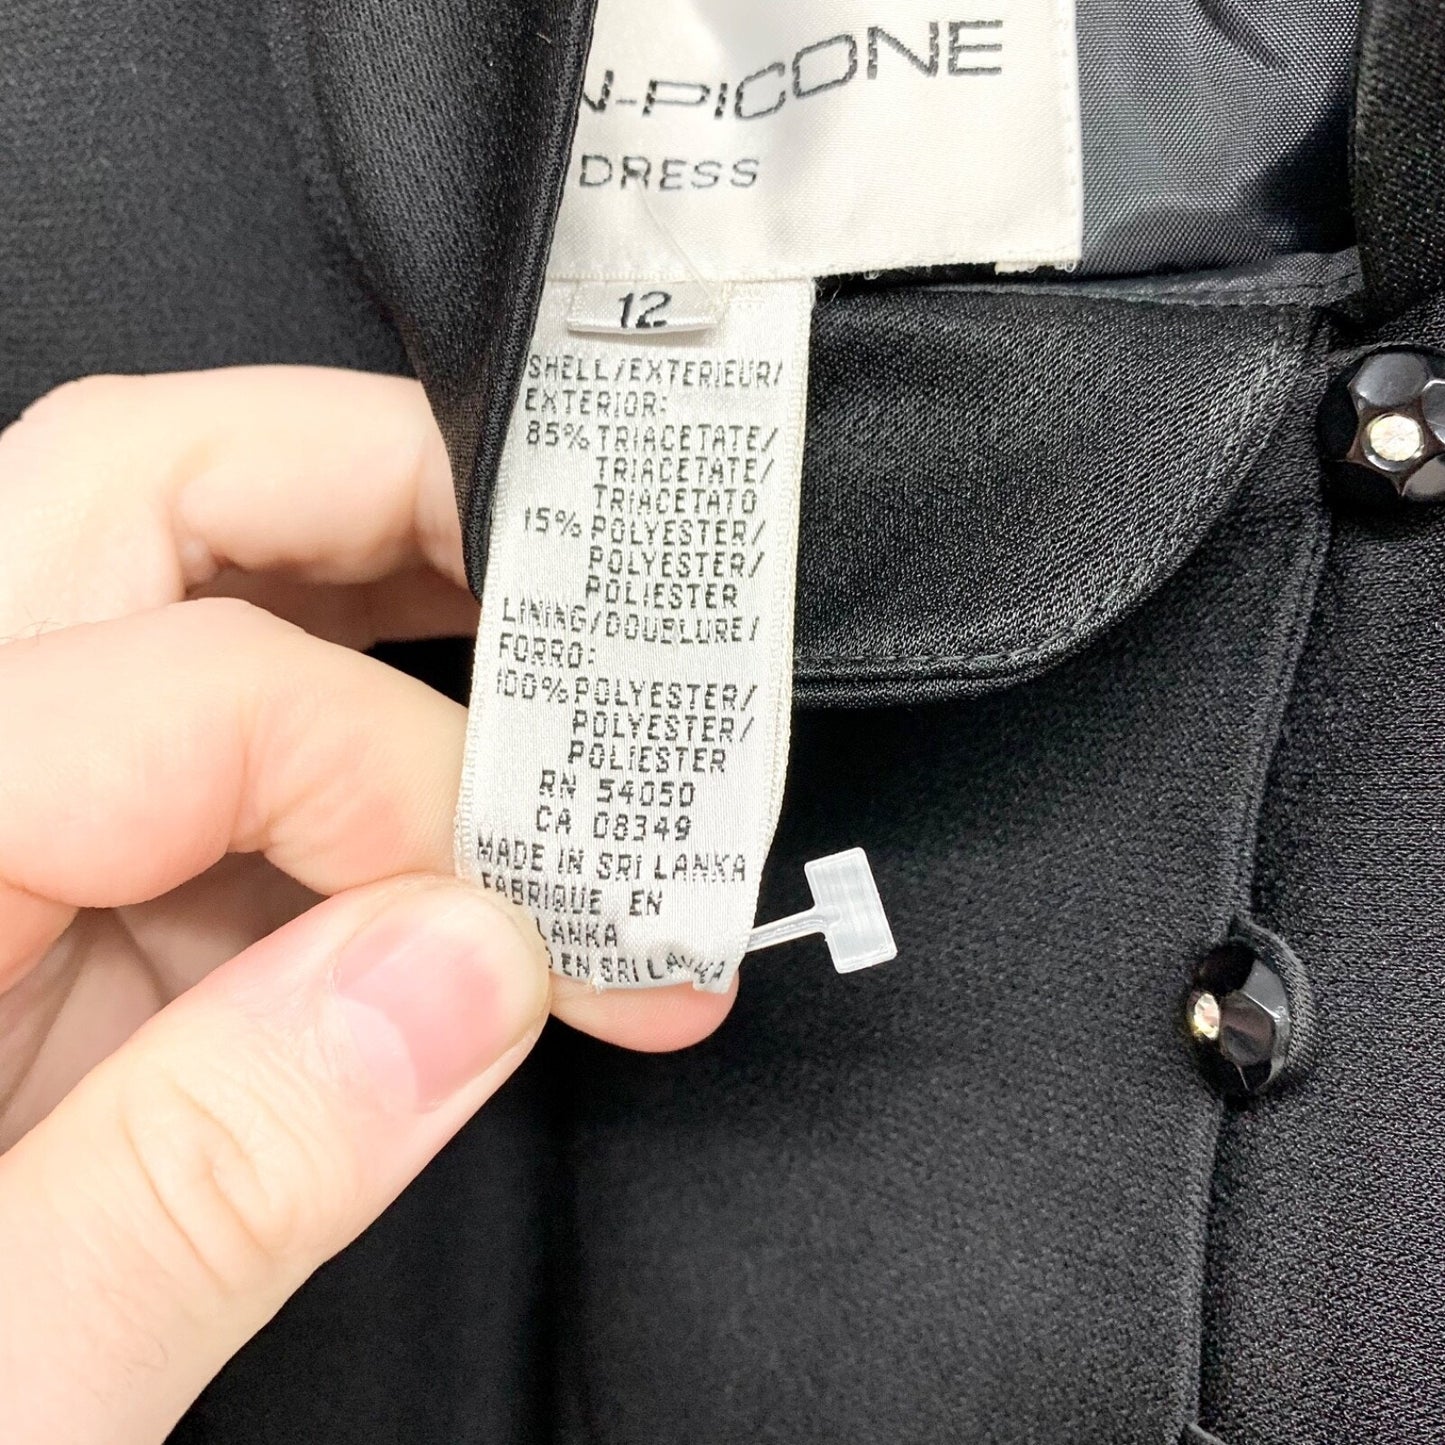 N-PICONE
DRESS
12
SHELL/EXTERIEUR/
EXTERIOR:
85% TRIACETATE/
TRIACETATE/
TRIACETATO
15% POLYESTER/
POLYESTER/
POLIESTER
LINING/DOUBLURE/
FORRO:
100% POLYESTER/
POLYESTER/
POLIESTER
RN 54050
CA 08349
MADE IN SRI LANKA
FABRIQUE EN
LANKA
EN SRI LANKA